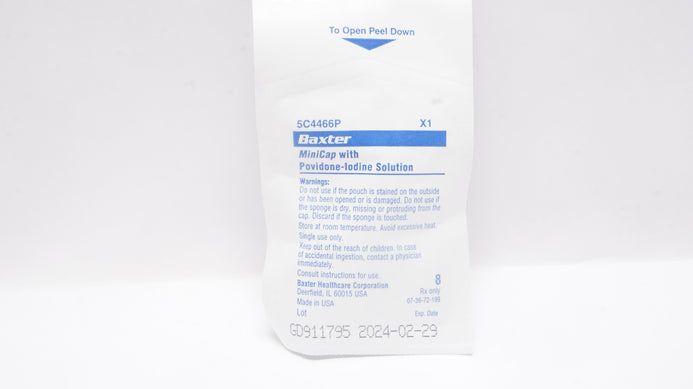 To Open Peel Down
5C4466P X1
Baxter
MiniCap with
Povidone-Iodine Solution
Warnings:
Do not use if the pouch is stained on the outside
or has been opened or is damaged. Do not use if
the sponge is dry, missing or protruding from the
cap. Discard if the sponge is touched.
Store at room temperature. Avoid excessive heat.
Single use only.
Keep out of the reach of children. In case
of accidental ingestion, contact a physician
immediately.
Consult instructions for use. 8
Baxter Healthcare Corporation Rx only
Deerfield, IL 60015 USA 07-36-72-199
Made in USA
Lot Exp. Date
GD911795 2024-02-29